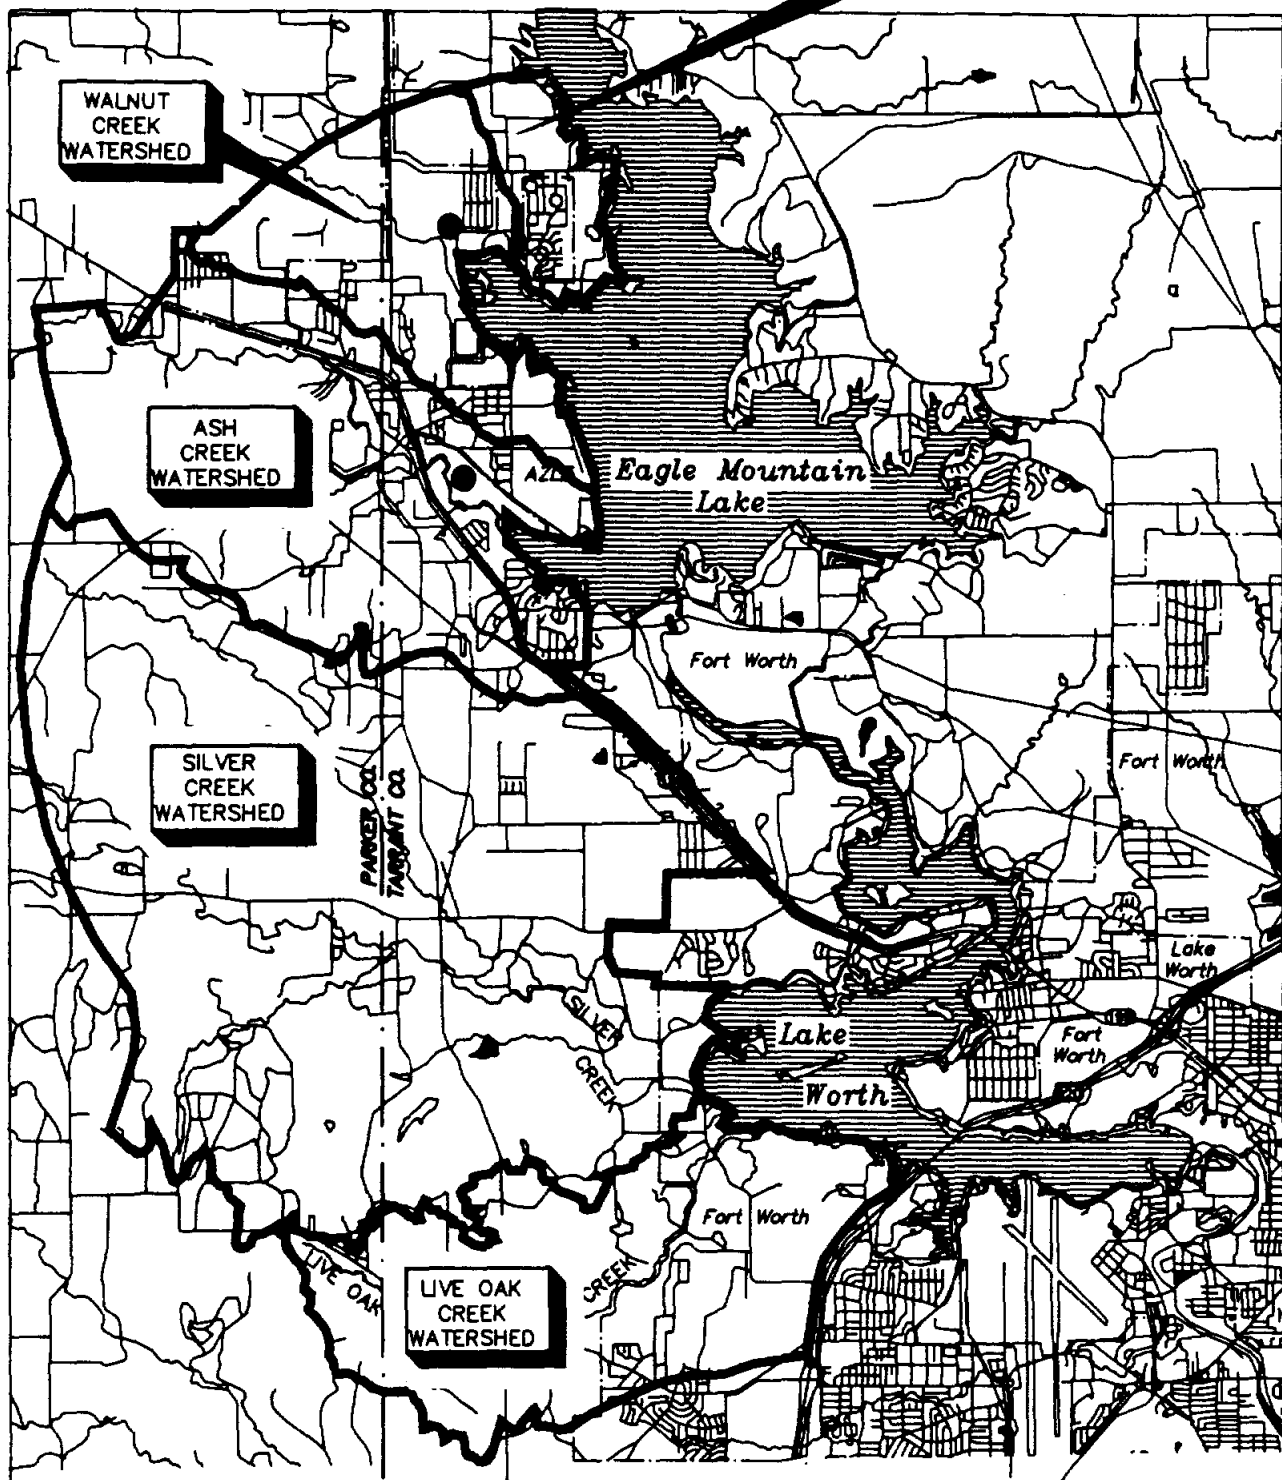 WALNUT
CREEK
WATERSHED
ASH
CREEK
WATERSHED
AZLE
Eagle Mountain
Lake
Fort Worth
SILVER
CREEK
WATERSHED
PARKER CO.
TARRANT CO.
Fort Worth
Lake
Worth
SILVER
CREEK
Lake
Worth
Fort
Worth
Fort Worth
LIVE OAK
CREEK
LIVE OAK
CREEK
WATERSHED